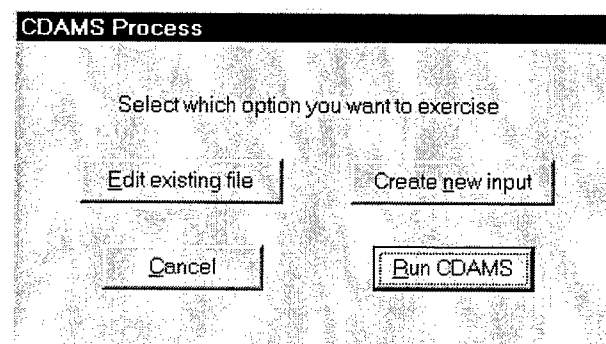 CDAMS Process
Select which option you want to exercise
Edit existing file
Create new input
Cancel
Run CDAMS